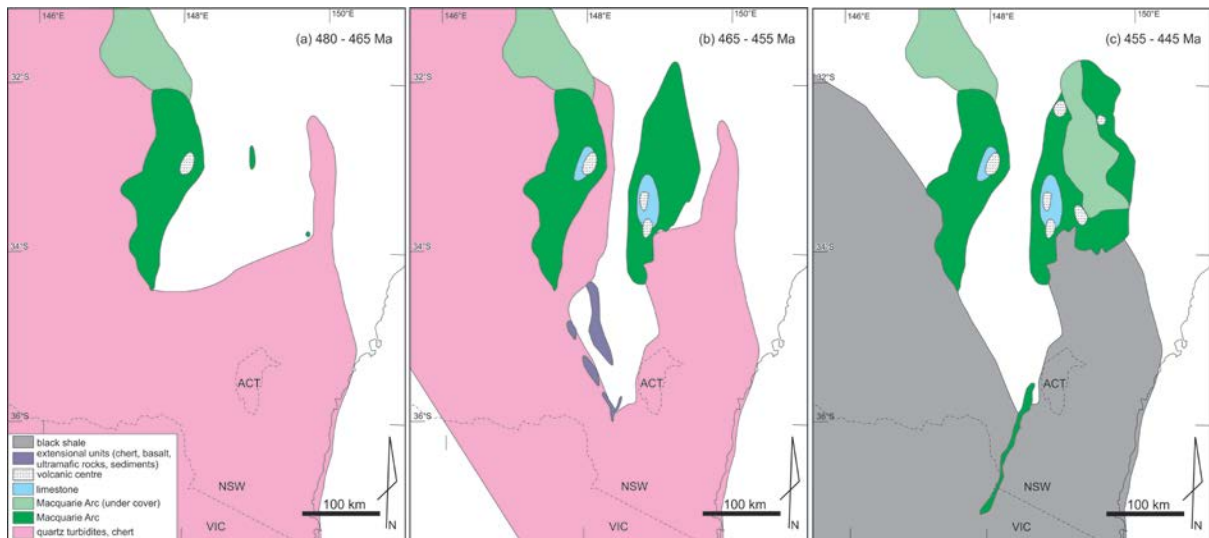 146°E
148°E
150°E
(a) 480 - 465 Ma
32°S
34°S
36°S
ACT
NSW
VIC
100 km
N
black shale
extensional units (chert, basalt,
ultramafic rocks, sediments)
volcanic centre
limestone
Macquarie Arc (under cover)
Macquarie Arc
quartz turbidites, chert
146°E
148°E
150°E
(b) 465 - 455 Ma
32°S
34°S
36°S
ACT
NSW
VIC
100 km
N
146°E
148°E
150°E
(c) 455 - 445 Ma
32°S
34°S
36°S
ACT
NSW
VIC
100 km
N